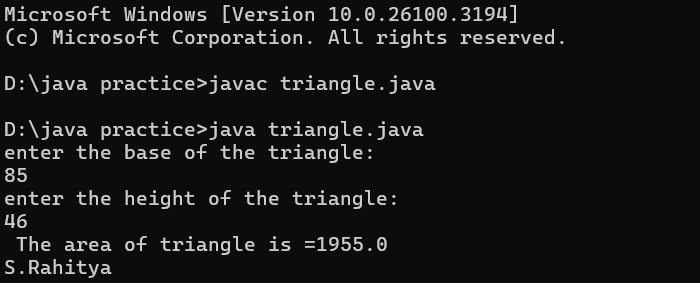 Microsoft Windows [Version 10.0.26100.3194]
(c) Microsoft Corporation. All rights reserved.
D:\java practice>javac triangle.java
D:\java practice>java triangle.java
enter the base of the triangle:
85
enter the height of the triangle:
46
 The area of triangle is =1955.0
S.Rahitya